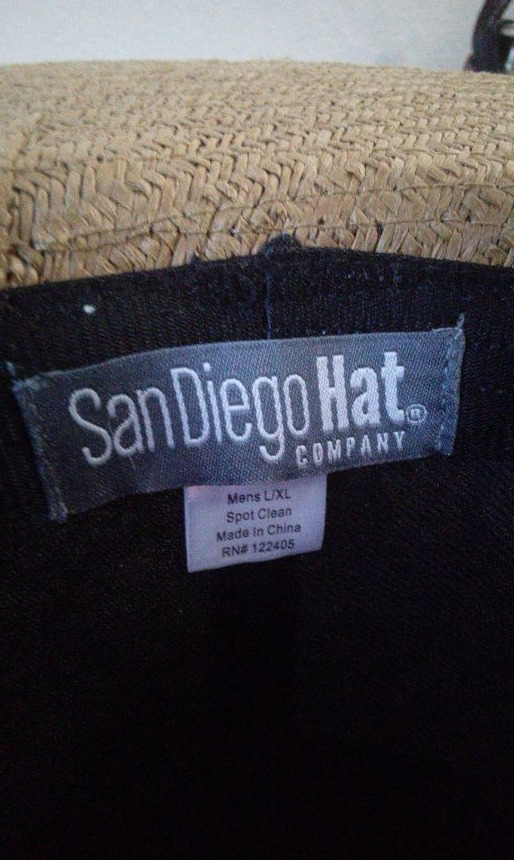 San Diego Hat®
COMPANY
Mens L/XL
Spot Clean
Made In China
RN# 122405